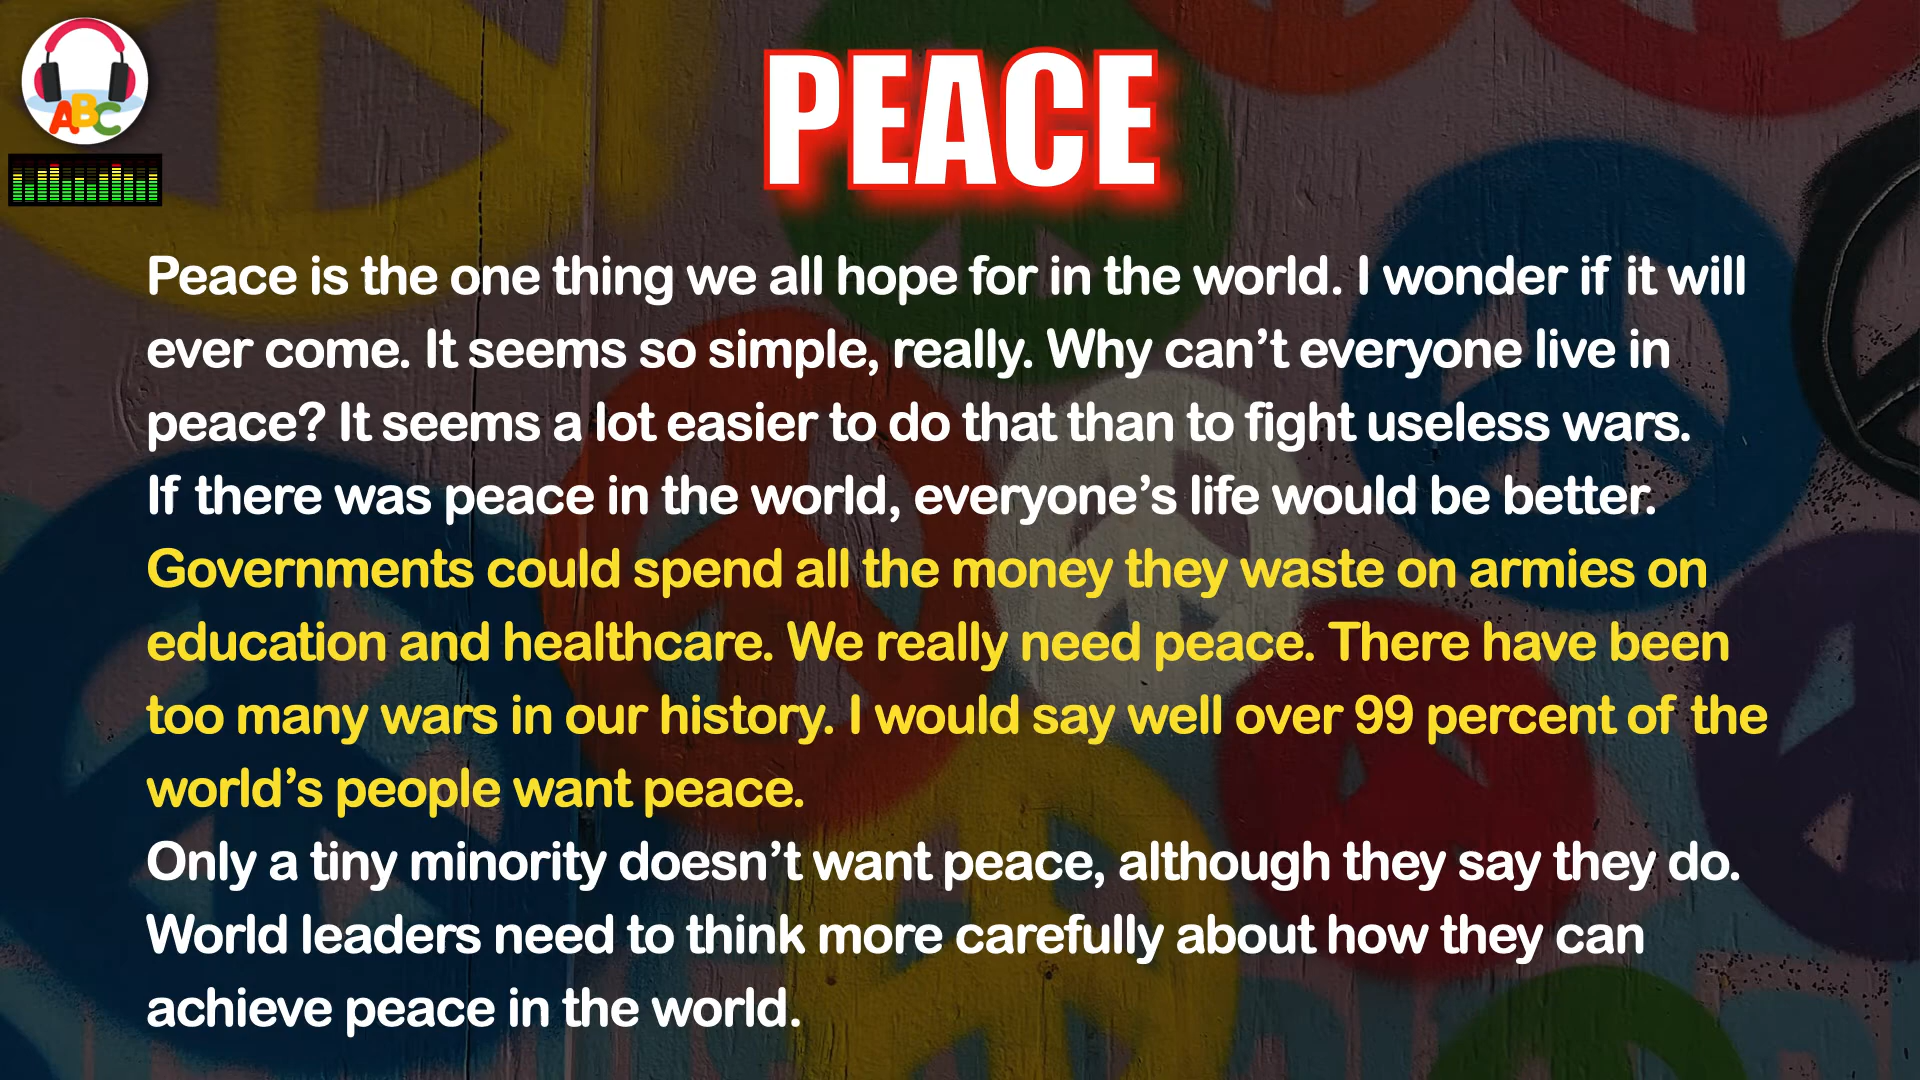 ABC
PEACE
Peace is the one thing we all hope for in the world. I wonder if it will
ever come. It seems so simple, really. Why can’t everyone live in
peace? It seems a lot easier to do that than to fight useless wars.
If there was peace in the world, everyone’s life would be better.
Governments could spend all the money they waste on armies on
education and healthcare. We really need peace. There have been
too many wars in our history. I would say well over 99 percent of the
world’s people want peace.
Only a tiny minority doesn’t want peace, although they say they do.
World leaders need to think more carefully about how they can
achieve peace in the world.